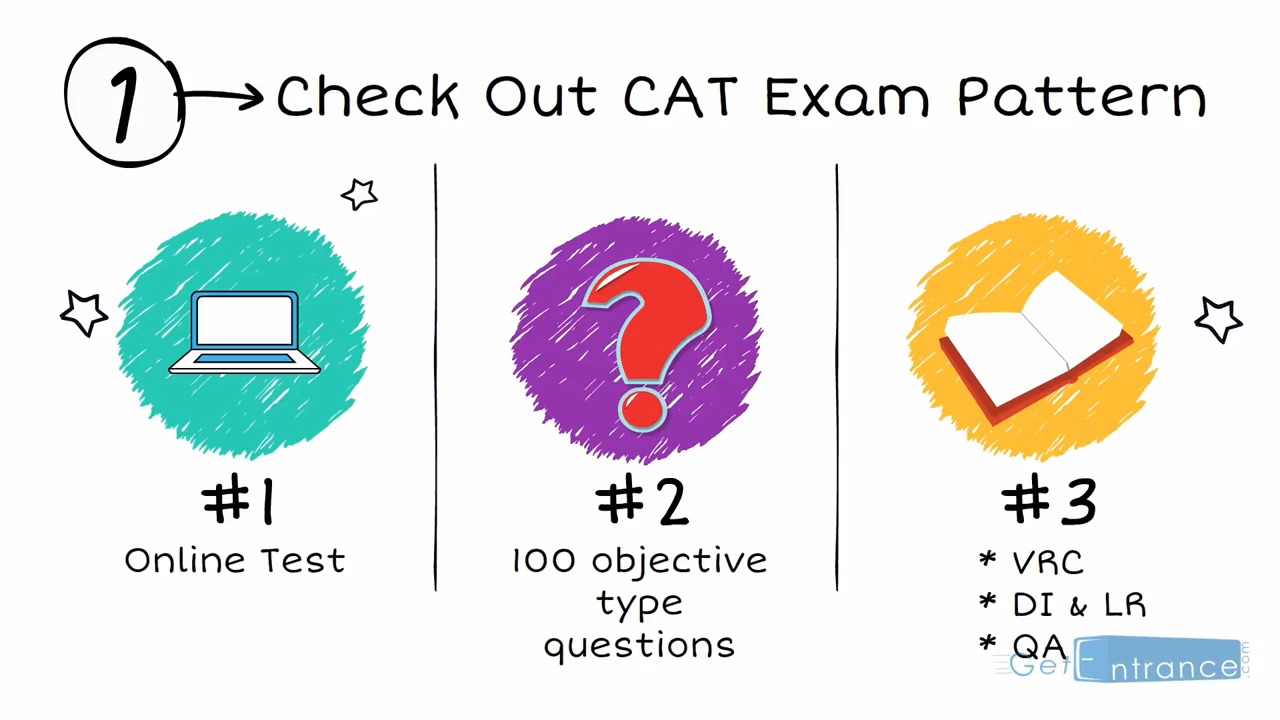 1
Check Out CAT Exam Pattern
#1
Online Test
#2
100 objective
type
questions
#3
* VRC
* DI & LR
* QA
GetEntrance.com